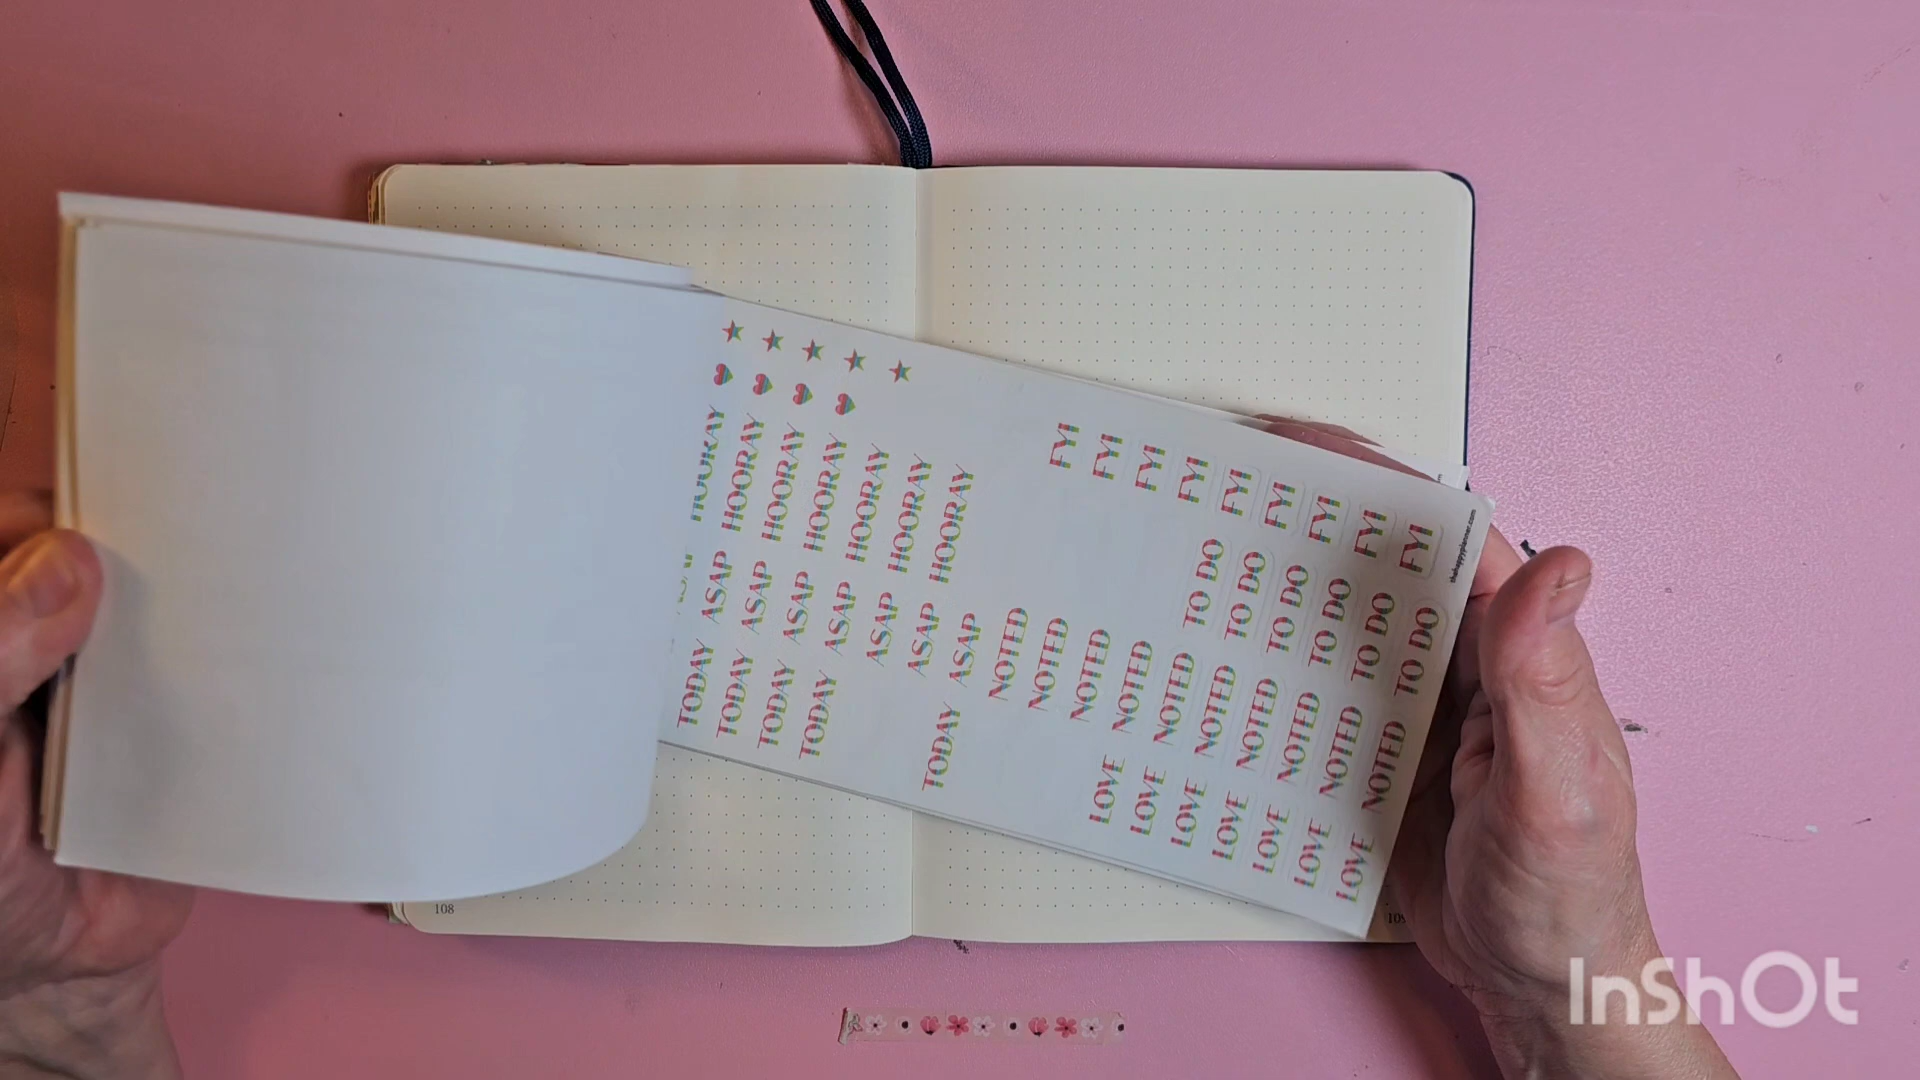 HOORAY
TODAY ASAP HOORAY
TODAY ASAP HOORAY
TODAY ASAP HOORAY
TODAY ASAP HOORAY
ASAP HOORAY
ASAP HOORAY
TODAY ASAP
NOTED FYI
NOTED FYI
NOTED FYI
LOVE NOTED FYI
LOVE NOTED TO DO FYI
LOVE NOTED TO DO FYI
LOVE NOTED TO DO FYI
LOVE NOTED TO DO FYI
LOVE NOTED TO DO FYI
LOVE NOTED TO DO
thehappyplanner.com
108
109
InShOt